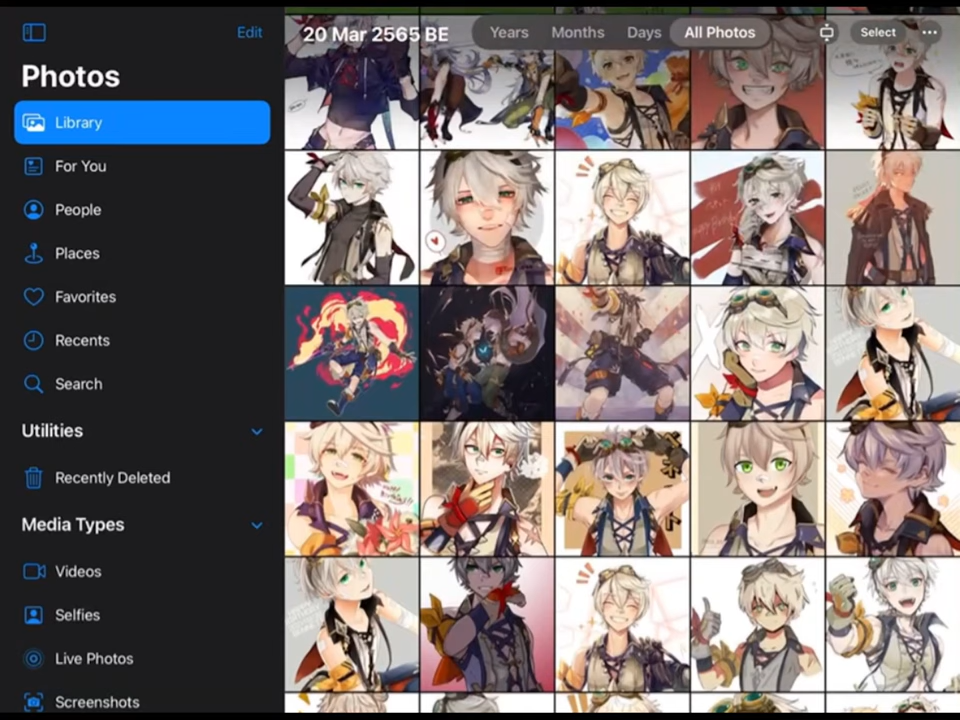 Edit
20 Mar 2565 BE
Years
Months
Days
All Photos
Select
Photos
Library
For You
People
Places
Favorites
Recents
Search
Utilities
Recently Deleted
Media Types
Videos
Selfies
Live Photos
Screenshots